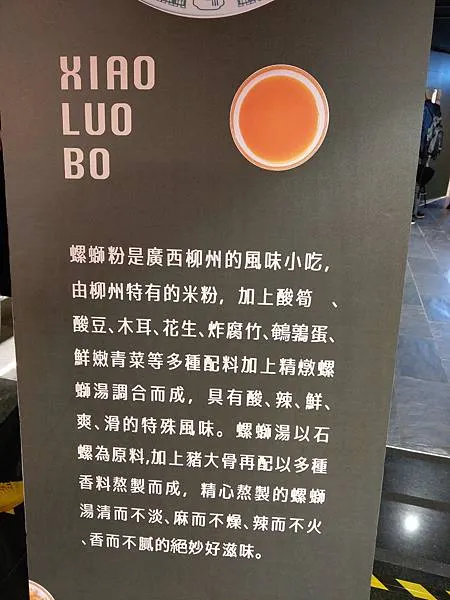 XIAO
LUO
BO
螺螄粉是廣西柳州的風味小吃,
由柳州特有的米粉，加上酸筍 、
酸豆、木耳、花生、炸腐竹、鵪鶉蛋、
鮮嫩青菜等多種配料加上精燉螺
螄湯調合而成，具有酸、辣、鮮、
爽、滑的特殊風味。螺螄湯以石
螺為原料,加上豬大骨再配以多種
香料熬製而成，精心熬製的螺螄
湯清而不淡、麻而不燥、辣而不火
、香而不膩的絕妙好滋味。